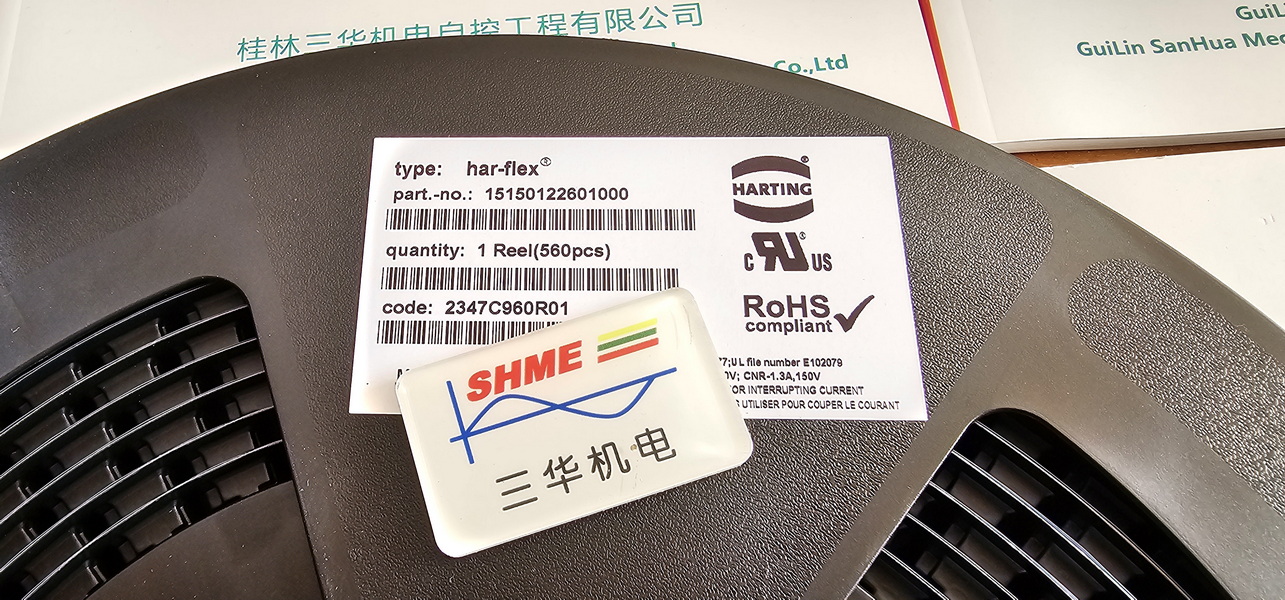 桂林三华机电自控工程有限公司
Co.,Ltd
GuiLin SanHua
type: har-flex®
part.-no.: 15150122601000
quantity: 1 Reel(560pcs)
code: 2347C960R01
HARTING®
c RU® US
RoHS
compliant
7;UL file number E102079
0V; CNR-1.3A,150V
OR INTERRUPTING CURRENT
UTILISER POUR COUPER LE COURANT
SHME
三华机电